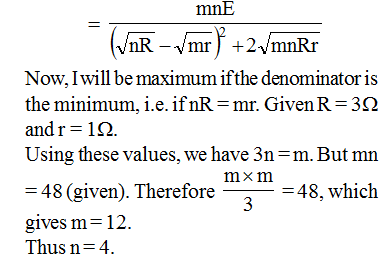 = mnE / ((√nR − √mr)² + 2√mnRr)
Now, I will be maximum if the denominator is
the minimum, i.e. if nR = mr. Given R = 3Ω
and r = 1Ω.
Using these values, we have 3n = m. But mn
= 48 (given). Therefore m × m / 3 = 48, which
gives m = 12.
Thus n = 4.